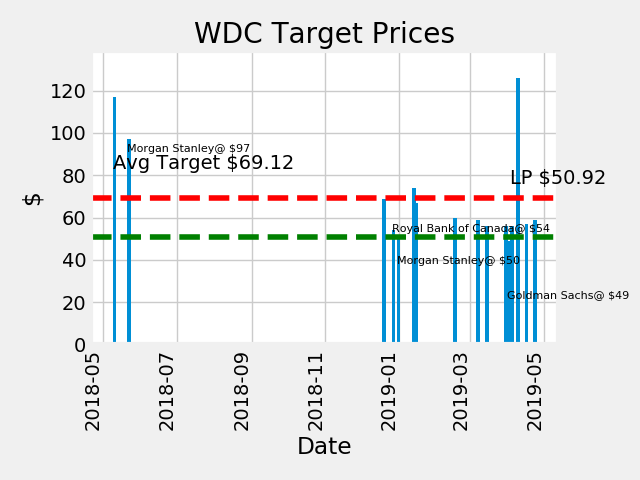 WDC Target Prices
120
100
80
60
40
20
0
$
Morgan Stanley@ $97
Avg Target $69.12
LP $50.92
Royal Bank of Canada@ $54
Morgan Stanley@ $50
Goldman Sachs@ $49
2018-05
2018-07
2018-09
2018-11
2019-01
2019-03
2019-05
Date